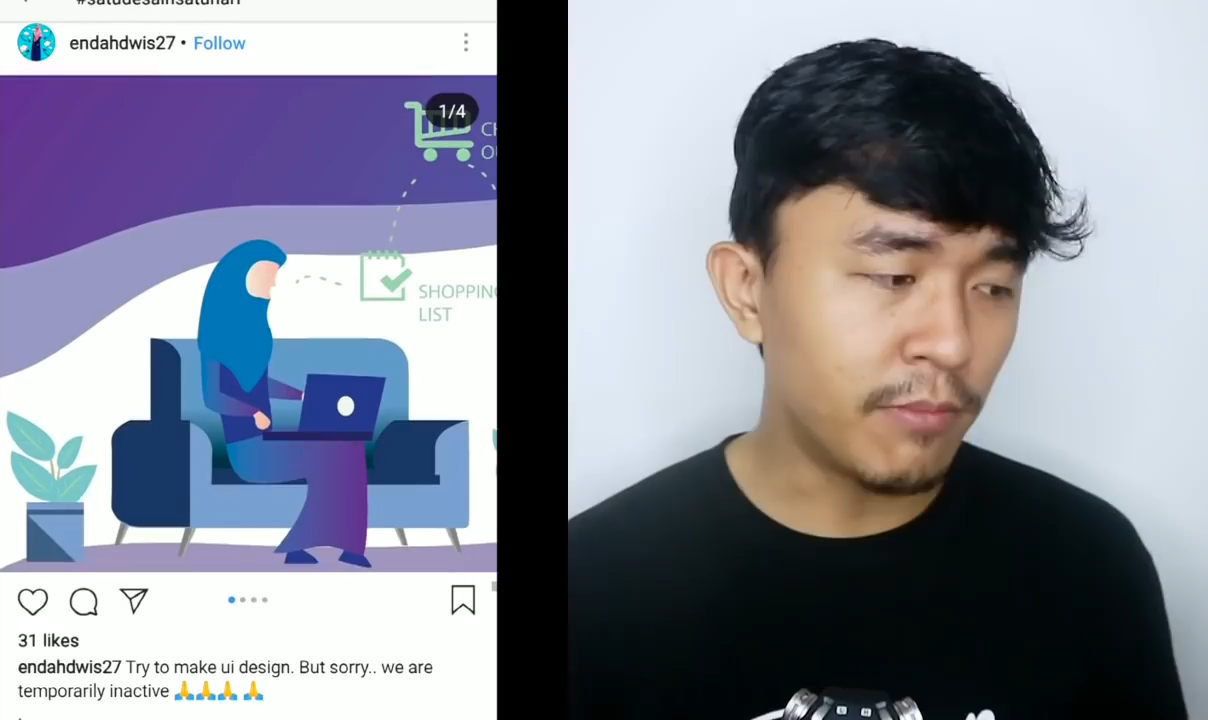 #satudesainsatuhari
endahdwis27 • Follow
1/4
SHOPPING
LIST
31 likes
endahdwis27 Try to make ui design. But sorry.. we are
temporarily inactive 🙏🙏🙏 🙏